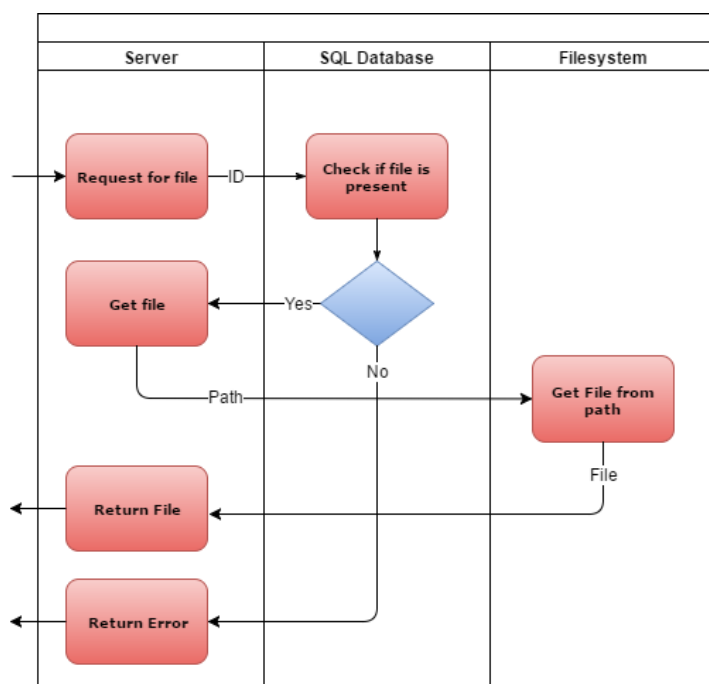 Server
SQL Database
Filesystem
Request for file
ID
Check if file is
present
Get file
Yes
No
Path
Get File from
path
File
Return File
Return Error